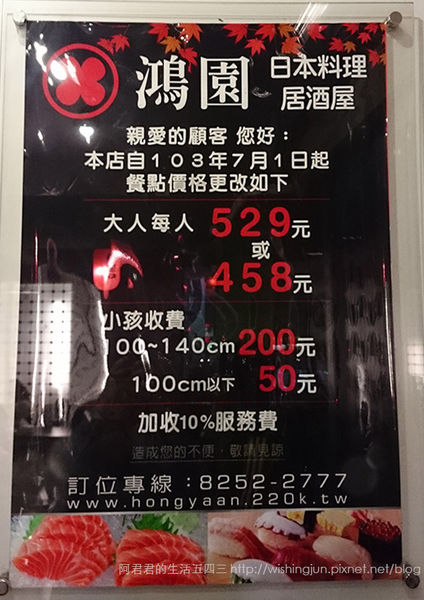 鴻園
日本料理
居酒屋
親愛的顧客 您好：
本店自103年7月1日起
餐點價格更改如下
大人每人 529元
或
458元
小孩收費
100~140cm 200元
100cm以下 50元
加收10%服務費
造成您的不便，敬請見諒
訂位專線：8252-2777
www.hongyaan.220k.tw
阿君君的生活五四三 http://wishingjun.pixnet.net/blog